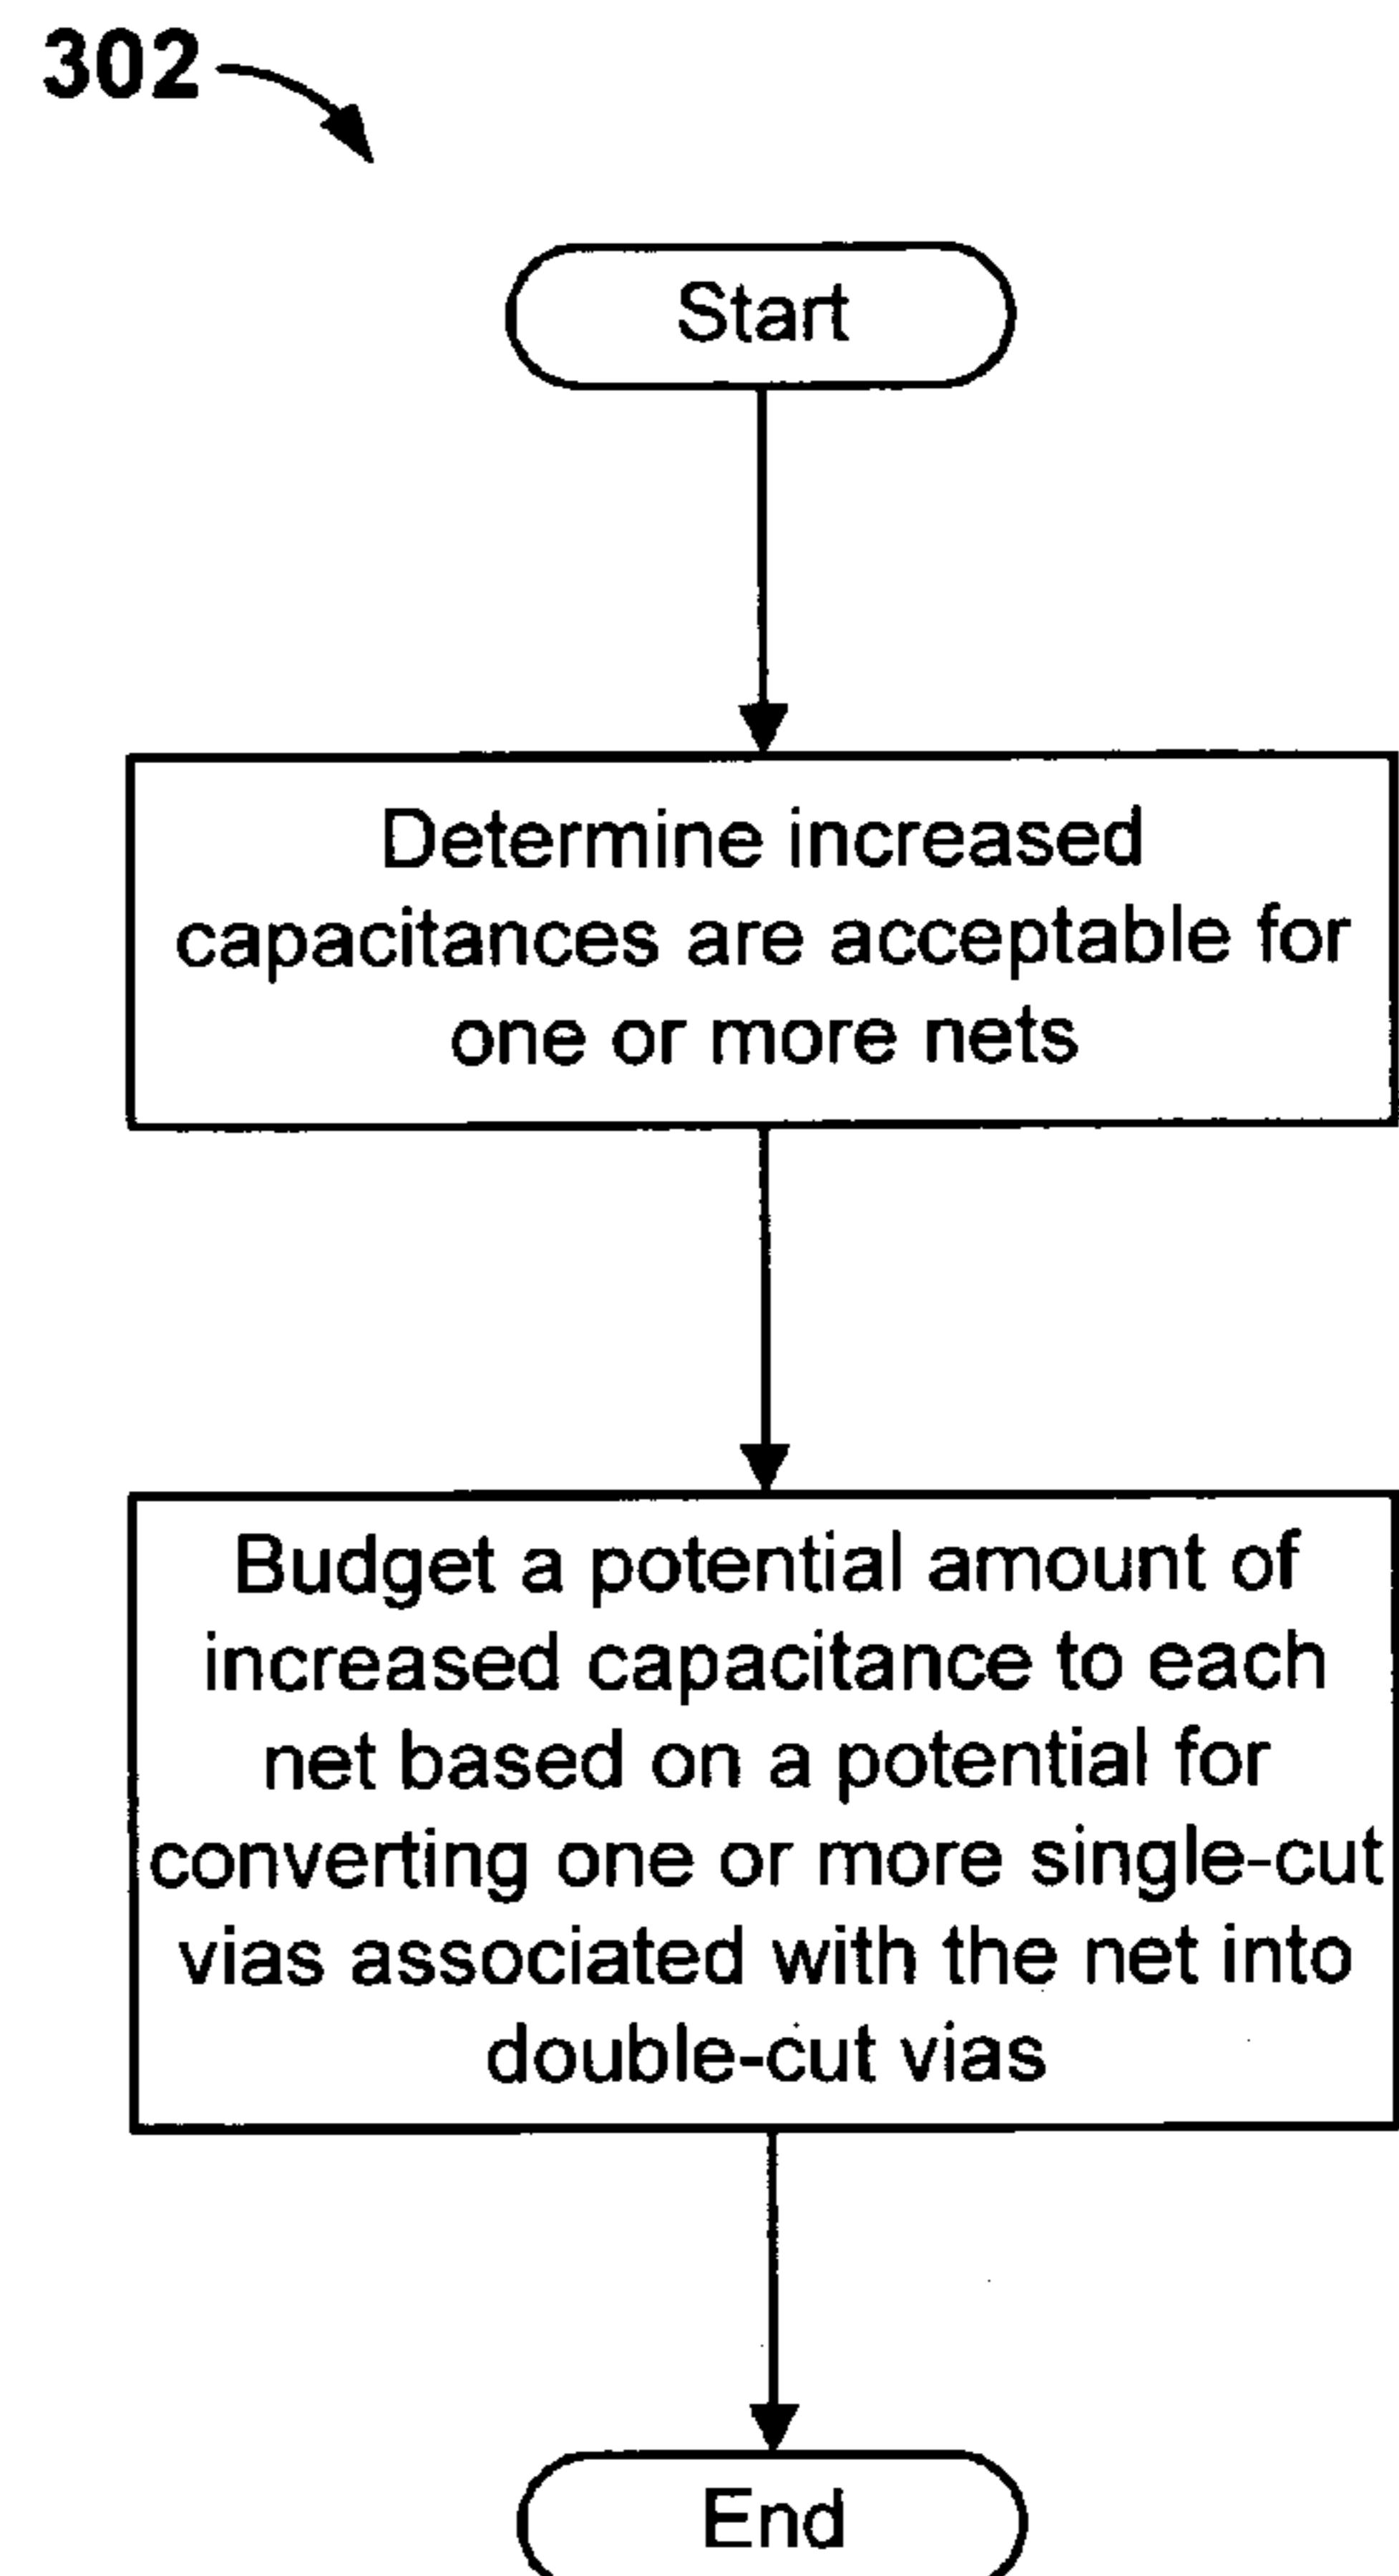 302
Start
Determine increased
capacitances are acceptable for
one or more nets
Budget a potential amount of
increased capacitance to each
net based on a potential for
converting one or more single-cut
vias associated with the net into
double-cut vias
End